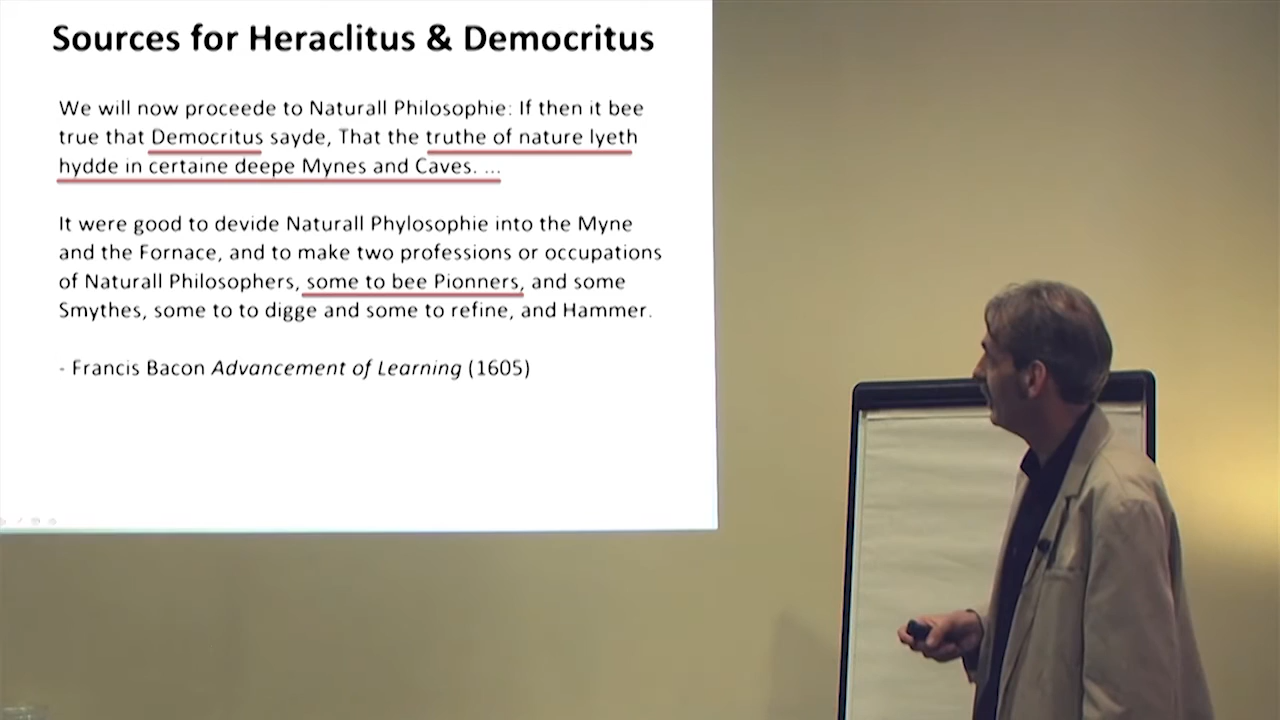 Sources for Heraclitus & Democritus
We will now proceede to Naturall Philosophie: If then it bee
true that Democritus sayde, That the truthe of nature lyeth
hydde in certaine deepe Mynes and Caves. ...
It were good to devide Naturall Phylosophie into the Myne
and the Fornace, and to make two professions or occupations
of Naturall Philosophers, some to bee Pionners, and some
Smythes, some to to digge and some to refine, and Hammer.
- Francis Bacon Advancement of Learning (1605)